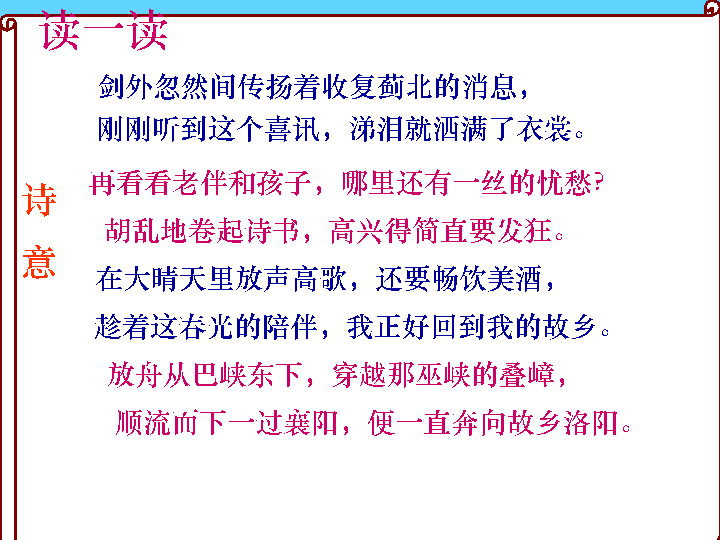 读一读
剑外忽然间传扬着收复蓟北的消息，
刚刚听到这个喜讯，涕泪就洒满了衣裳。
诗意
再看看老伴和孩子，哪里还有一丝的忧愁?
胡乱地卷起诗书，高兴得简直要发狂。
在大晴天里放声高歌，还要畅饮美酒，
趁着这春光的陪伴，我正好回到我的故乡。
放舟从巴峡东下，穿越那巫峡的叠嶂，
顺流而下一过襄阳，便一直奔向故乡洛阳。